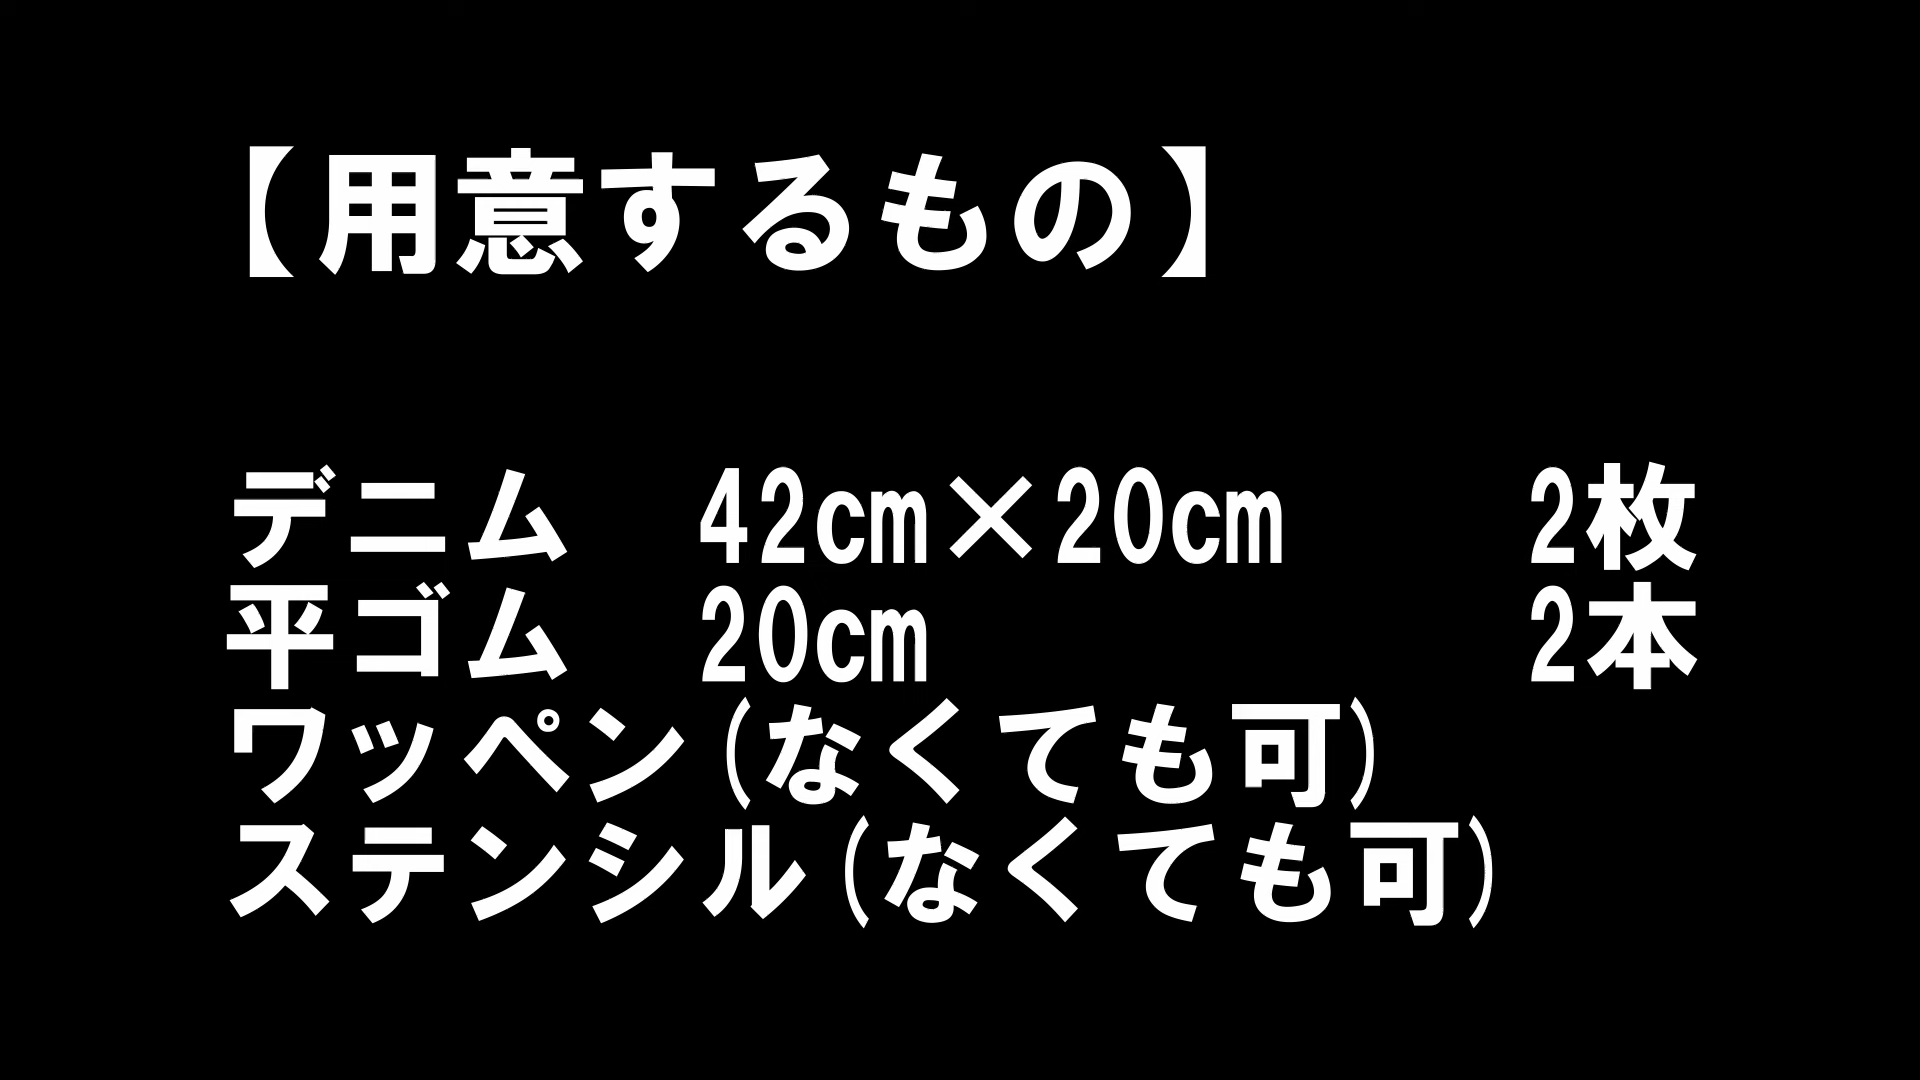 【用意するもの】
デニム　42cm×20cm　2枚
平ゴム　20cm　2本
ワッペン(なくても可)
ステンシル(なくても可)